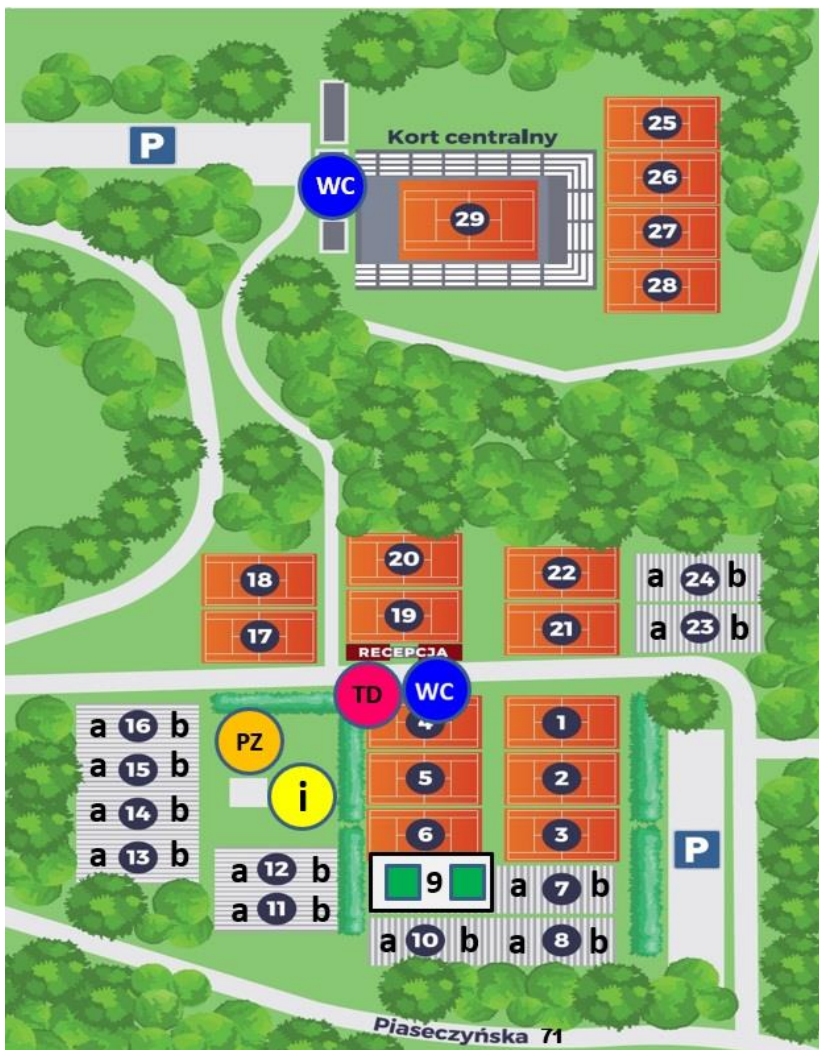 P
Kort centralny
WC
29
25
26
27
28
18
17
20
19
22
21
a 24 b
a 23 b
RECEPCJA
TD
WC
a 16 b
a 15 b
a 14 b
a 13 b
PZ
i
4
5
6
1
2
3
P
a 12 b
a 11 b
9
a 7 b
a 10 b
a 8 b
Piaseczyńska 71